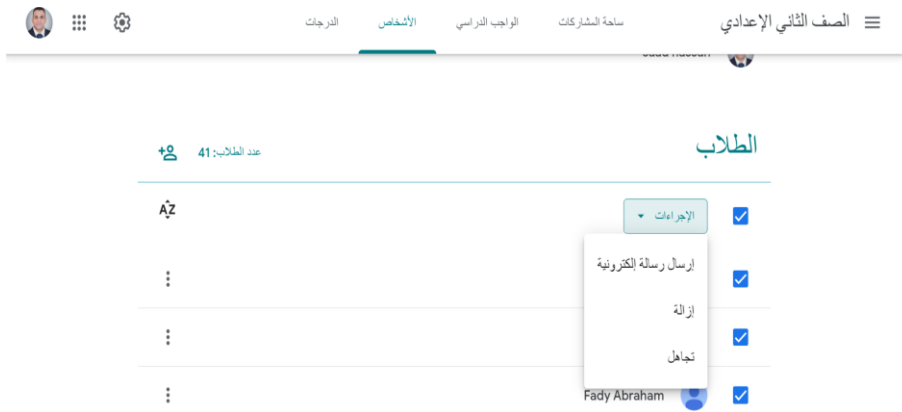 الصف الثاني الإعدادي
ساحة المشاركات
الواجب الدراسي
الأشخاص
الدرجات
الطلاب
عدد الطلاب: 41
الإجراءات
AZ
إرسال رسالة إلكترونية
إزالة
تجاهل
Fady Abraham